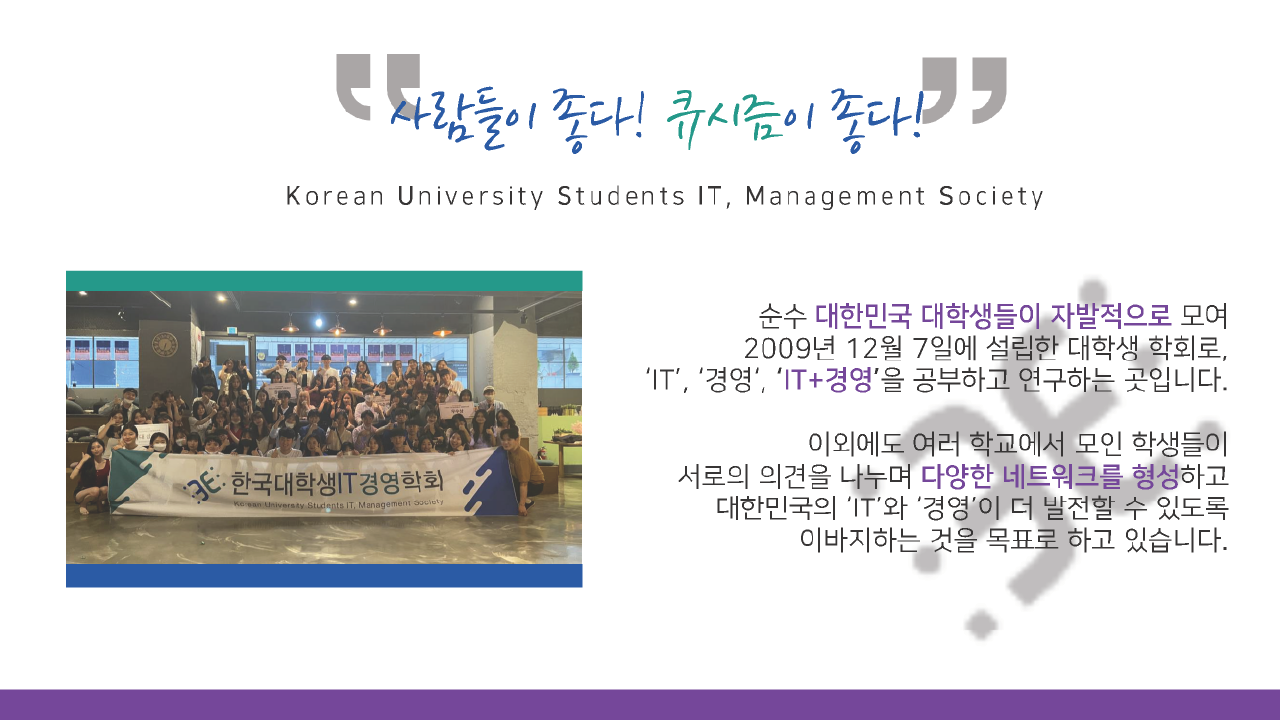 사람들이 좋다! 큐시즘이 좋다!
Korean University Students IT, Management Society
순수 대한민국 대학생들이 자발적으로 모여
2009년 12월 7일에 설립한 대학생 학회로,
‘IT’, ‘경영‘, ‘IT+경영’을 공부하고 연구하는 곳입니다.
이외에도 여러 학교에서 모인 학생들이
서로의 의견을 나누며 다양한 네트워크를 형성하고
대한민국의 ‘IT’와 ‘경영’이 더 발전할 수 있도록
이바지하는 것을 목표로 하고 있습니다.
한국대학생IT경영학회
Korean University Students IT, Management Society